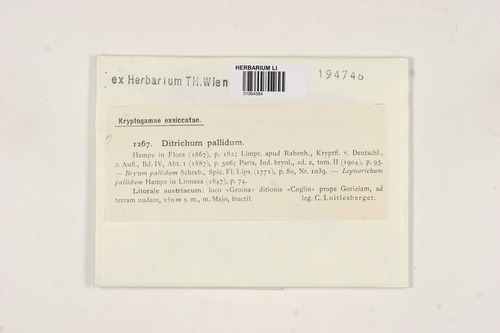 HERBARIUM LI
01064384
ex Herbarium TH.Wien
194746
Kryptogamae exsiccatae.
1267. Ditrichum pallidum.
Hampe in Flora (1867), p. 182; Limpr. apud Rabenh., Kryptfl. v. Deutschl.,
2. Aufl., Bd. IV, Abt. 1 (1887), p. 506; Paris, Ind. bryol., ed. 2, tom. II (1904), p. 93.
— Bryum pallidum Schreb., Spic. Fl. Lips. (1771), p. 80, Nr. 1039. — Leptotrichum
pallidum Hampe in Linnaea (1847), p. 74.
Litorale austriacum: loco «Groina» ditionis «Coglio» prope Goriziam, ad
terram nudam, 180 m s. m., m. Majo, fructif. leg. C. Loitlesberger.